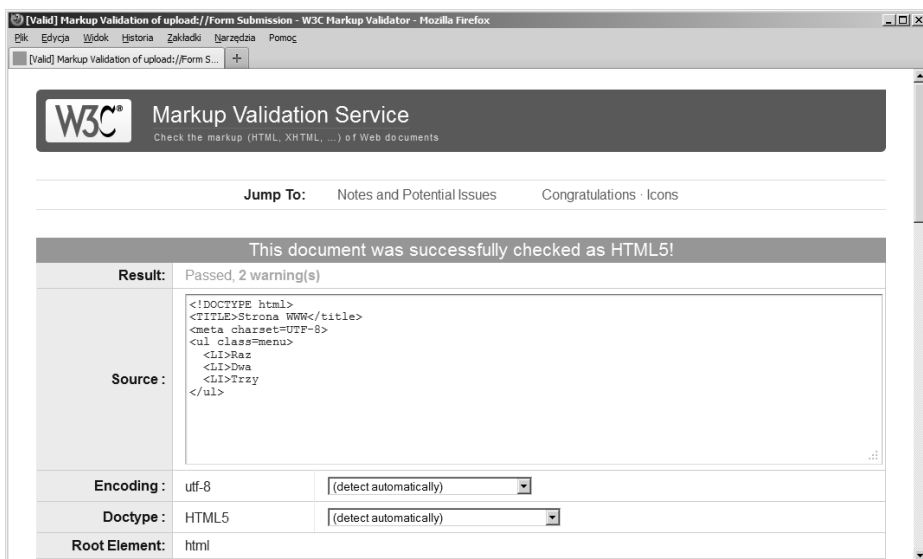 [Valid] Markup Validation of upload://Form Submission - W3C Markup Validator - Mozilla Firefox
Plik Edycja Widok Historia Zakładki Narzędzia Pomoc
[Valid] Markup Validation of upload://Form S... +
W3C® Markup Validation Service
Check the markup (HTML, XHTML, ...) of Web documents
Jump To: Notes and Potential Issues Congratulations · Icons
This document was successfully checked as HTML5!
Result: Passed, 2 warning(s)
Source :
<!DOCTYPE html>
<TITLE>Strona WWW</title>
<meta charset=UTF-8>
<ul class=menu>
<LI>Raz
<LI>Dwa
<LI>Trzy
</ul>
Encoding : utf-8 (detect automatically)
Doctype : HTML5 (detect automatically)
Root Element: html